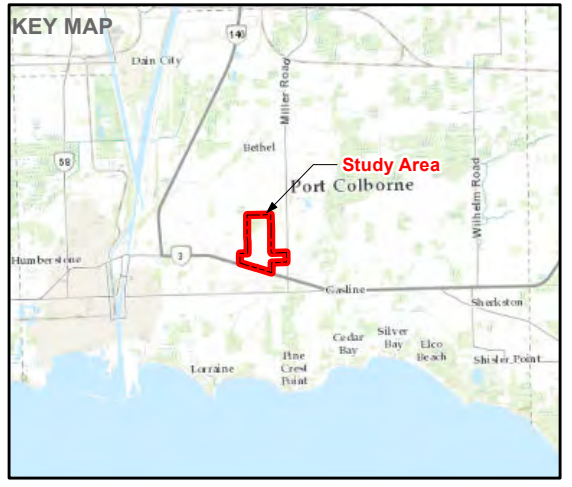 KEY MAP
140
Dain City
Miller Road
Bethel
58
Study Area
Port Colborne
Wilhelm Road
Humberstone
3
Gasline
Sherkston
Cedar
Bay
Silver
Bay
Elco
Beach
Shisler Point
Lorraine
Pine
Crest
Point